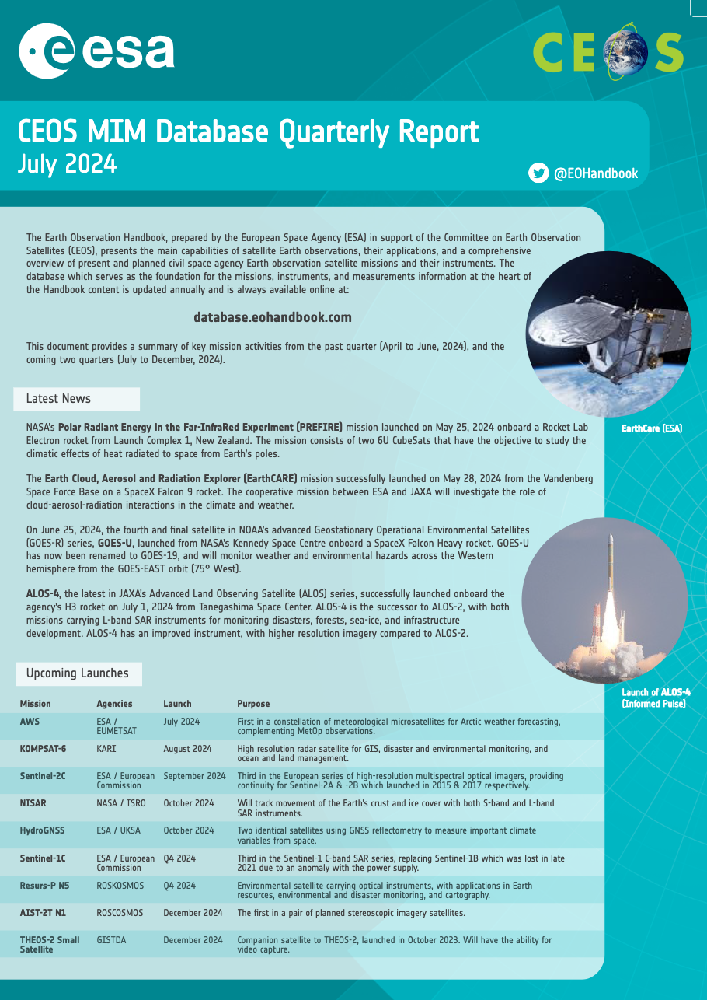 esa
CEOS
CEOS MIM Database Quarterly Report
July 2024
@EOHandbook
The Earth Observation Handbook, prepared by the European Space Agency (ESA) in support of the Committee on Earth Observation
Satellites (CEOS), presents the main capabilities of satellite Earth observations, their applications, and a comprehensive
overview of present and planned civil space agency Earth observation satellite missions and their instruments. The
database which serves as the foundation for the missions, instruments, and measurements information at the heart of
the Handbook content is updated annually and is always available online at:
database.eohandbook.com
This document provides a summary of key mission activities from the past quarter (April to June, 2024), and the
coming two quarters (July to December, 2024).
EarthCare (ESA)
Latest News
NASA's Polar Radiant Energy in the Far-InfraRed Experiment (PREFIRE) mission launched on May 25, 2024 onboard a Rocket Lab
Electron rocket from Launch Complex 1, New Zealand. The mission consists of two 6U CubeSats that have the objective to study the
climatic effects of heat radiated to space from Earth's poles.
The Earth Cloud, Aerosol and Radiation Explorer (EarthCARE) mission successfully launched on May 28, 2024 from the Vandenberg
Space Force Base on a SpaceX Falcon 9 rocket. The cooperative mission between ESA and JAXA will investigate the role of
cloud-aerosol-radiation interactions in the climate and weather.
On June 25, 2024, the fourth and final satellite in NOAA's advanced Geostationary Operational Environmental Satellites
(GOES-R) series, GOES-U, launched from NASA's Kennedy Space Centre onboard a SpaceX Falcon Heavy rocket. GOES-U
has now been renamed to GOES-19, and will monitor weather and environmental hazards across the Western
hemisphere from the GOES-EAST orbit (75° West).
ALOS-4, the latest in JAXA's Advanced Land Observing Satellite (ALOS) series, successfully launched onboard the
agency's H3 rocket on July 1, 2024 from Tanegashima Space Center. ALOS-4 is the successor to ALOS-2, with both
missions carrying L-band SAR instruments for monitoring disasters, forests, sea-ice, and infrastructure
development. ALOS-4 has an improved instrument, with higher resolution imagery compared to ALOS-2.
Launch of ALOS-4
(Informed Pulse)
Upcoming Launches
Mission Agencies Launch Purpose
AWS ESA / July 2024 First in a constellation of meteorological microsatellites for Arctic weather forecasting,
EUMETSAT complementing MetOp observations.
KOMPSAT-6 KARI August 2024 High resolution radar satellite for GIS, disaster and environmental monitoring, and
ocean and land management.
Sentinel-2C ESA / European September 2024 Third in the European series of high-resolution multispectral optical imagers, providing
Commission continuity for Sentinel-2A & -2B which launched in 2015 & 2017 respectively.
NISAR NASA / ISRO October 2024 Will track movement of the Earth's crust and ice cover with both S-band and L-band
SAR instruments.
HydroGNSS ESA / UKSA October 2024 Two identical satellites using GNSS reflectometry to measure important climate
variables from space.
Sentinel-1C ESA / European Q4 2024 Third in the Sentinel-1 C-band SAR series, replacing Sentinel-1B which was lost in late
Commission 2021 due to an anomaly with the power supply.
Resurs-P N5 ROSKOSMOS Q4 2024 Environmental satellite carrying optical instruments, with applications in Earth
resources, environmental and disaster monitoring, and cartography.
AIST-2T N1 ROSCOSMOS December 2024 The first in a pair of planned stereoscopic imagery satellites.
THEOS-2 Small GISTDA December 2024 Companion satellite to THEOS-2, launched in October 2023. Will have the ability for
Satellite video capture.